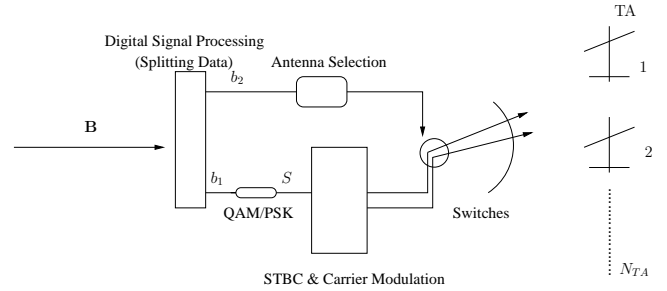 TA
Digital Signal Processing
(Splitting Data)
Antenna Selection
b2
1
B
2
b1
S
QAM/PSK
Switches
STBC & Carrier Modulation
NTA